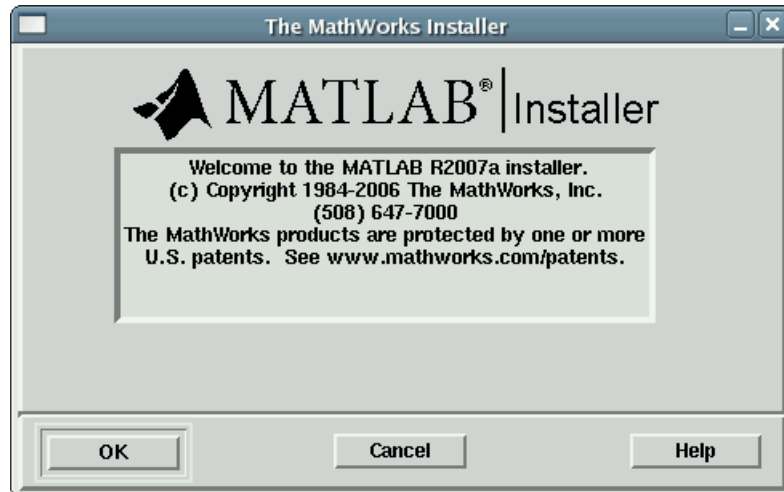 The MathWorks Installer
MATLAB® Installer
Welcome to the MATLAB R2007a installer.
(c) Copyright 1984-2006 The MathWorks, Inc.
(508) 647-7000
The MathWorks products are protected by one or more
U.S. patents.  See www.mathworks.com/patents.
OK Cancel Help